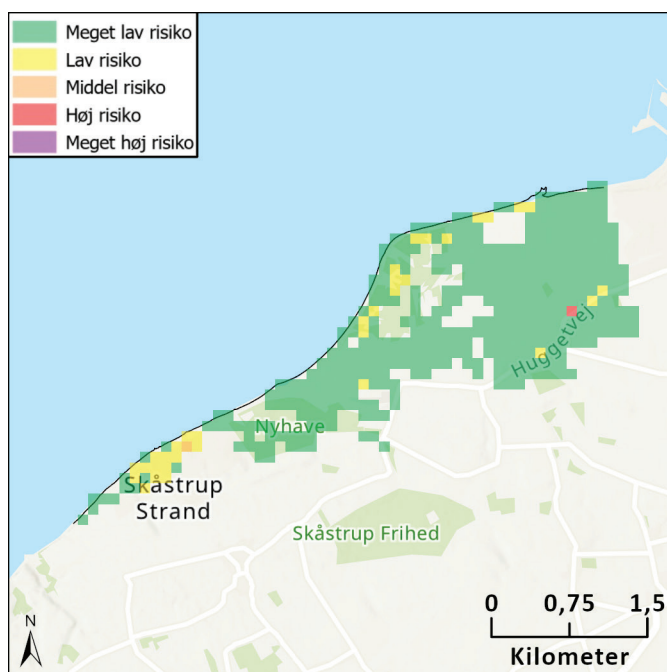 Meget lav risiko
Lav risiko
Middel risiko
Høj risiko
Meget høj risiko
Huggetvej
Nyhave
Skåstrup
Strand
Skåstrup Frihed
N
0 0,75 1,5
Kilometer